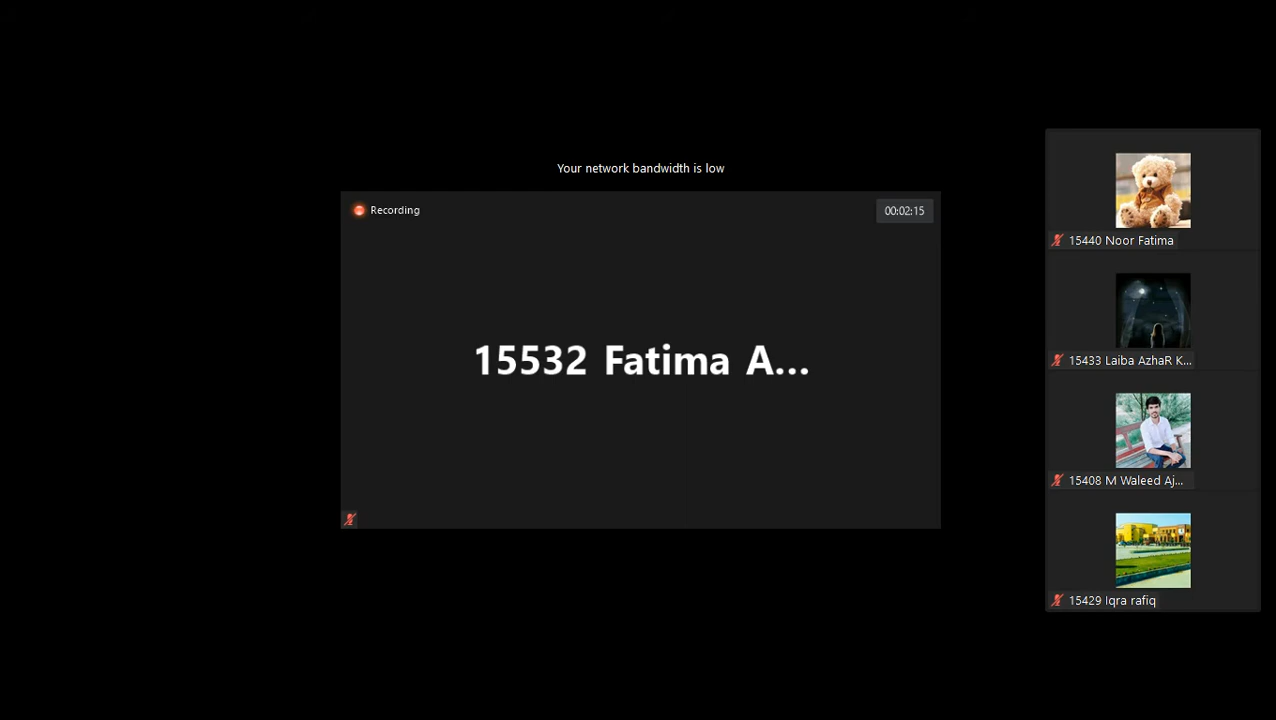 Your network bandwidth is low
Recording
00:02:15
15532 Fatima A...
15440 Noor Fatima
15433 Laiba AzhaR K...
15408 M Waleed Aj...
15429 Iqra rafiq